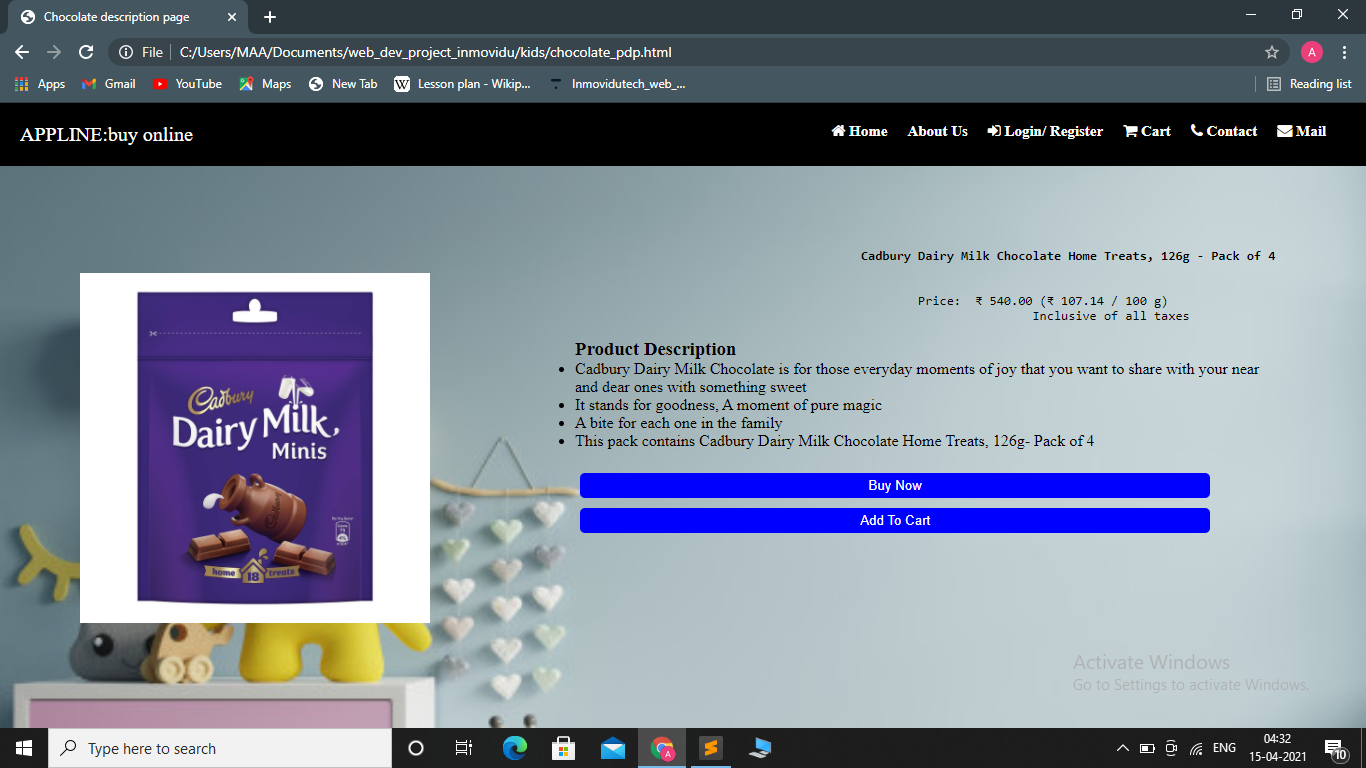 Chocolate description page
File
C:/Users/MAA/Documents/web_dev_project_inmovidu/kids/chocolate_pdp.html
A
Apps
Gmail
YouTube
Maps
New Tab
W
Lesson plan - Wikip...
Inmovidutech_web_...
Reading list
APPLINE:buy online
Home
About Us
Login/ Register
Cart
Contact
Mail
Cadbury Dairy Milk Chocolate Home Treats, 126g - Pack of 4
Price: ₹ 540.00 (₹ 107.14 / 100 g)
Inclusive of all taxes
Cadbury
Dairy Milk
Minis
Cadbury
home 18 treats
Product Description
Cadbury Dairy Milk Chocolate is for those everyday moments of joy that you want to share with your near
and dear ones with something sweet
It stands for goodness, A moment of pure magic
A bite for each one in the family
This pack contains Cadbury Dairy Milk Chocolate Home Treats, 126g- Pack of 4
Buy Now
Add To Cart
Activate Windows
Go to Settings to activate Windows.
Type here to search
A
ENG
04:32
15-04-2021
10